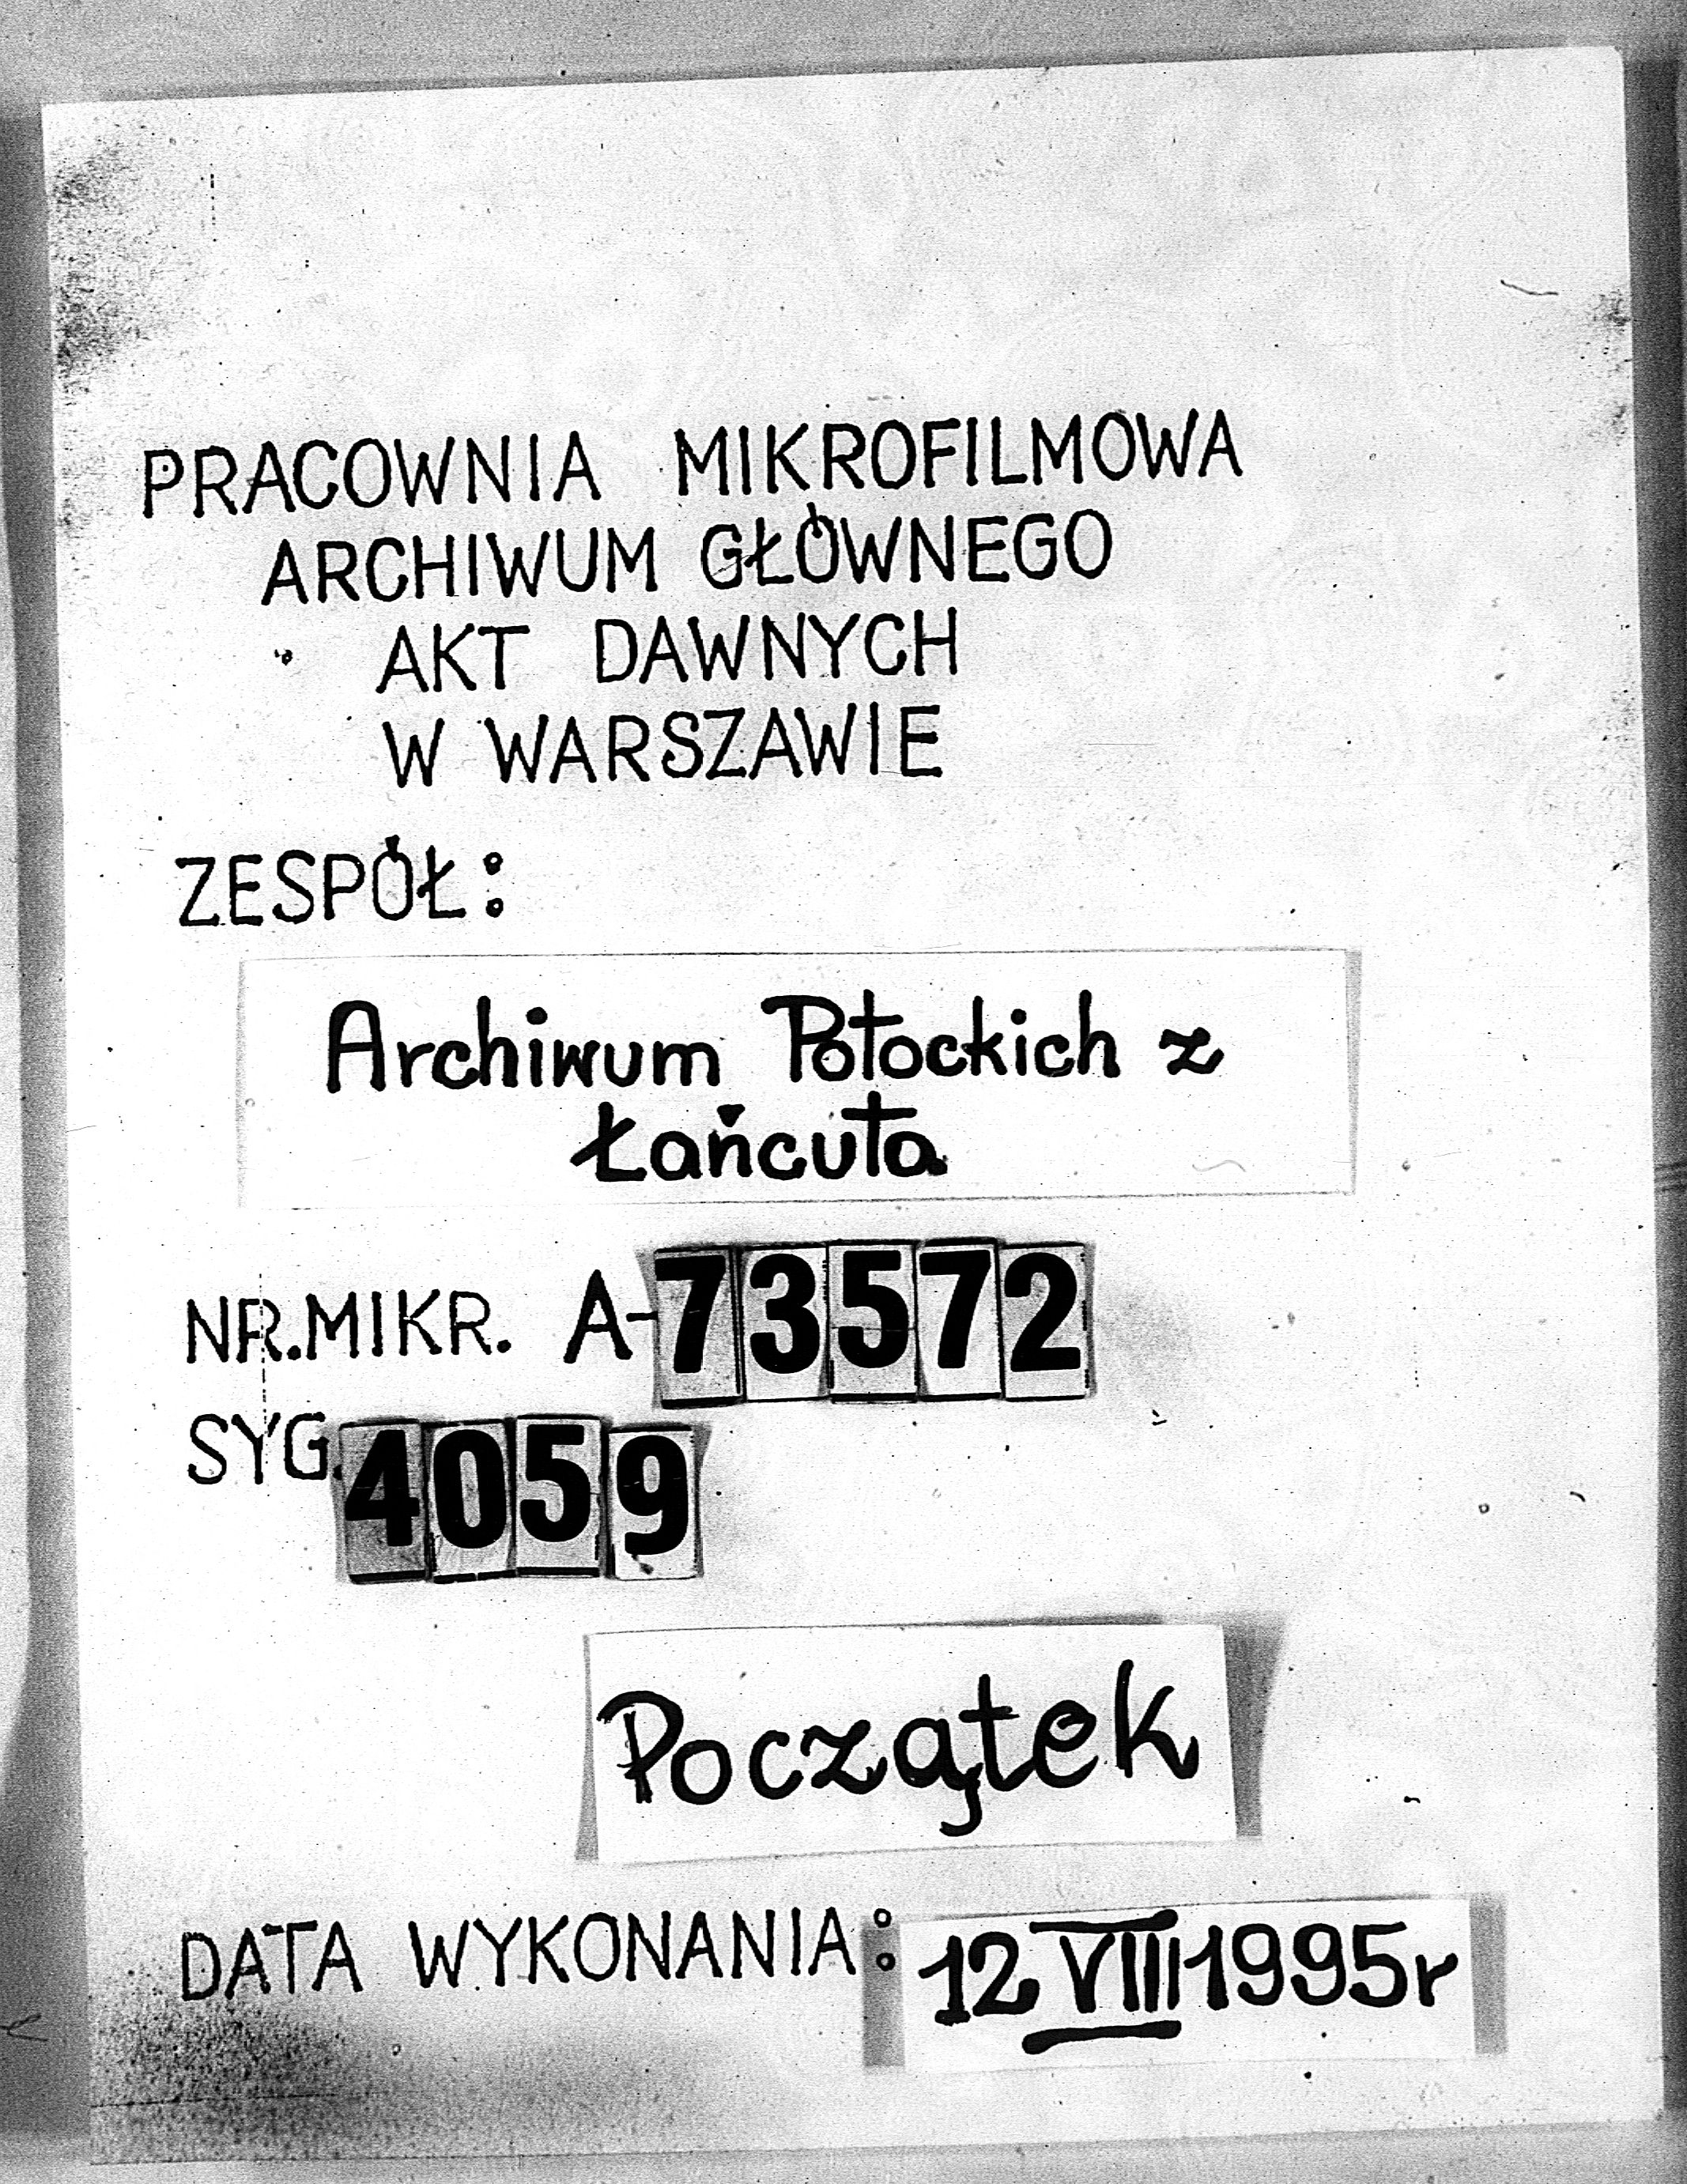 PRACOWNIA MIKROFILMOWA
ARCHIWUM GŁÓWNEGO
AKT DAWNYCH
W WARSZAWIE
ZESPÓŁ:
Archiwum Potockich z
Łańcuta
NR.MIKR. A-73572
SYG. 4059
Początek
DATA WYKONANIA: 12 VIII 1995r